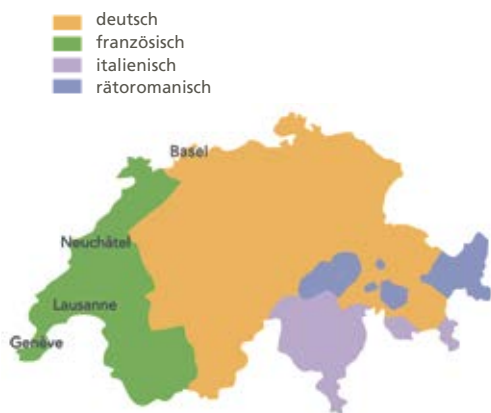 deutsch
französisch
italienisch
rätoromanisch
Basel
Neuchâtel
Lausanne
Genève